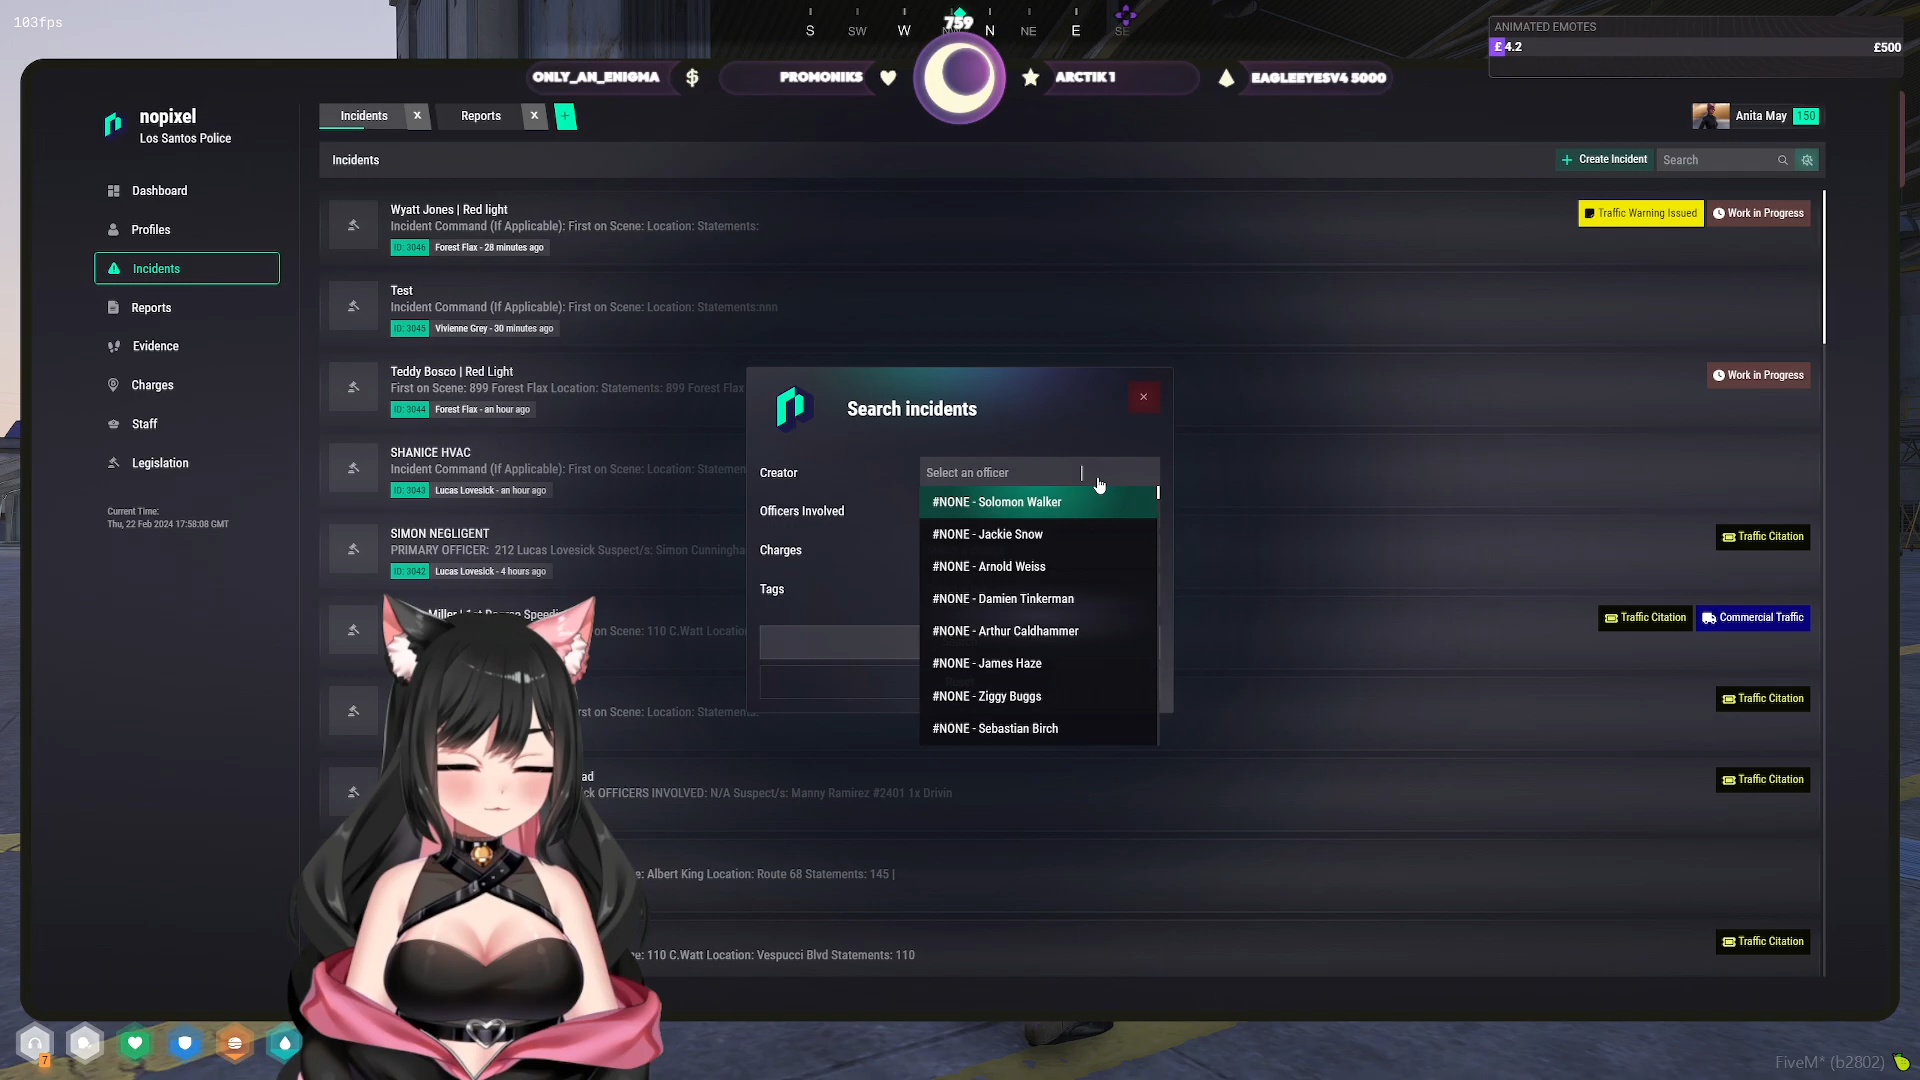 103fps
S SW W NW N NE E SE
759
ANIMATED EMOTES
£4.2 £500
ONLY_AN_ENIGMA PROMONIKS ARCTIK 1 EAGLEEYESV4 5000
nopixel
Los Santos Police
Incidents x Reports x +
Anita May 150
Incidents
+ Create Incident Search
Dashboard
Profiles
Incidents
Reports
Evidence
Charges
Staff
Legislation
Current Time:
Thu, 22 Feb 2024 17:58:08 GMT
Wyatt Jones | Red light
Incident Command (If Applicable): First on Scene: Location: Statements:
ID: 3046 Forest Flax - 28 minutes ago
Traffic Warning Issued Work in Progress
Test
Incident Command (If Applicable): First on Scene: Location: Statements:nnn
ID: 3045 Vivienne Grey - 30 minutes ago
Teddy Bosco | Red Light
First on Scene: 899 Forest Flax Location: Statements: 899 Forest Flax
ID: 3044 Forest Flax - an hour ago
Work in Progress
SHANICE HVAC
Incident Command (If Applicable): First on Scene: Location: Statemen
ID: 3043 Lucas Lovesick - an hour ago
SIMON NEGLIGENT
PRIMARY OFFICER: 212 Lucas Lovesick Suspect/s: Simon Cunningha
ID: 3042 Lucas Lovesick - 4 hours ago
Traffic Citation
Miller | 1st Degree Speedi
on Scene: 110 C.Watt Location
Traffic Citation Commercial Traffic
rst on Scene: Location: Statements:
Traffic Citation
ad
ck OFFICERS INVOLVED: N/A Suspect/s: Manny Ramirez #2401 1x Drivin
Traffic Citation
e: Albert King Location: Route 68 Statements: 145 |
e: 110 C.Watt Location: Vespucci Blvd Statements: 110
Traffic Citation
Search incidents
×
Creator Select an officer
Officers Involved
Charges
Tags
#NONE - Solomon Walker
#NONE - Jackie Snow
#NONE - Arnold Weiss
#NONE - Damien Tinkerman
#NONE - Arthur Caldhammer
#NONE - James Haze
#NONE - Ziggy Buggs
#NONE - Sebastian Birch
Reset
7
FiveM* (b2802)